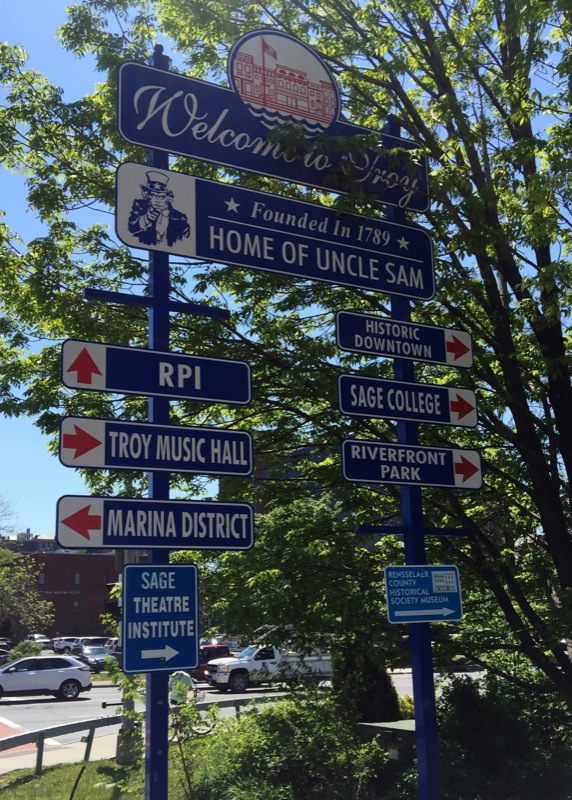 Welcome to Troy
Founded In 1789
HOME OF UNCLE SAM
RPI
TROY MUSIC HALL
MARINA DISTRICT
SAGE
THEATRE
INSTITUTE
HISTORIC
DOWNTOWN
SAGE COLLEGE
RIVERFRONT
PARK
RENSSELAER
COUNTY
HISTORICAL
SOCIETY MUSEUM